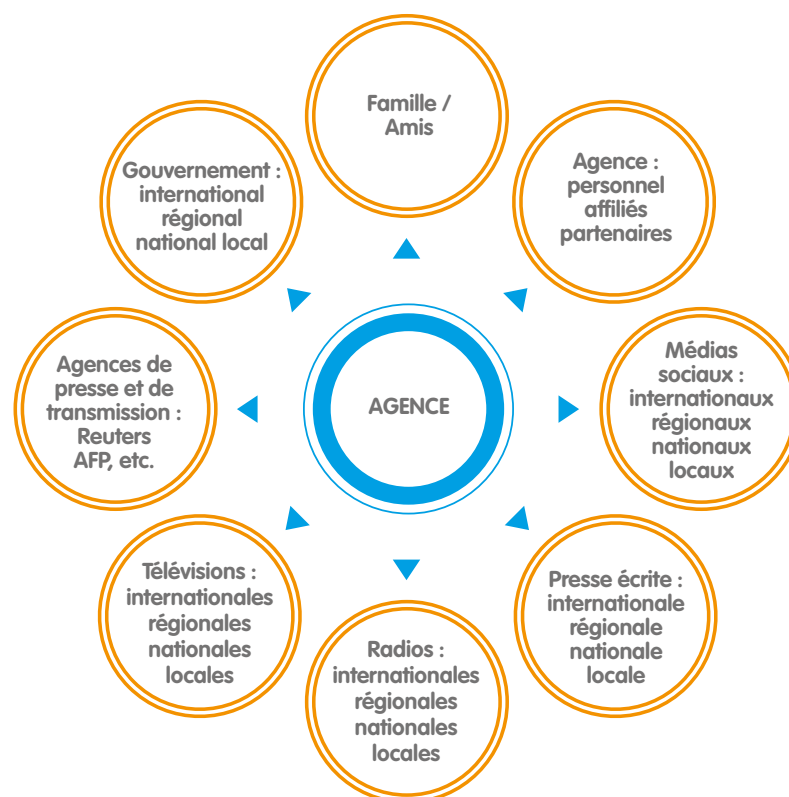 Famille /
Amis
Agence :
personnel
affiliés
partenaires
Médias
sociaux :
internationaux
régionaux
nationaux
locaux
Presse écrite :
internationale
régionale
nationale
locale
Radios :
internationales
régionales
nationales
locales
Télévisions :
internationales
régionales
nationales
locales
Agences de
presse et de
transmission :
Reuters
AFP, etc.
Gouvernement :
international
régional
national local
AGENCE